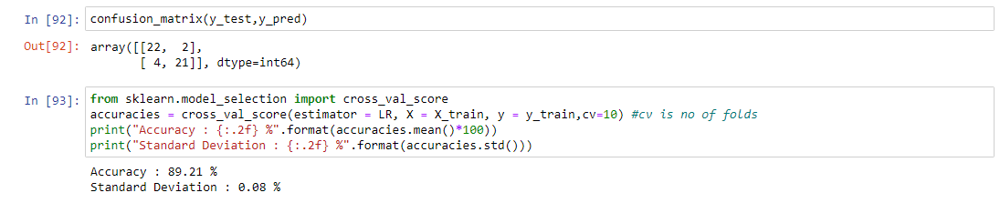 In [92]: confusion_matrix(y_test,y_pred)
Out[92]: array([[22,  2],
       [ 4, 21]], dtype=int64)
In [93]: from sklearn.model_selection import cross_val_score
accuracies = cross_val_score(estimator = LR, X = X_train, y = y_train,cv=10) #cv is no of folds
print("Accuracy : {:.2f} %".format(accuracies.mean()*100))
print("Standard Deviation : {:.2f} %".format(accuracies.std()))
Accuracy : 89.21 %
Standard Deviation : 0.08 %